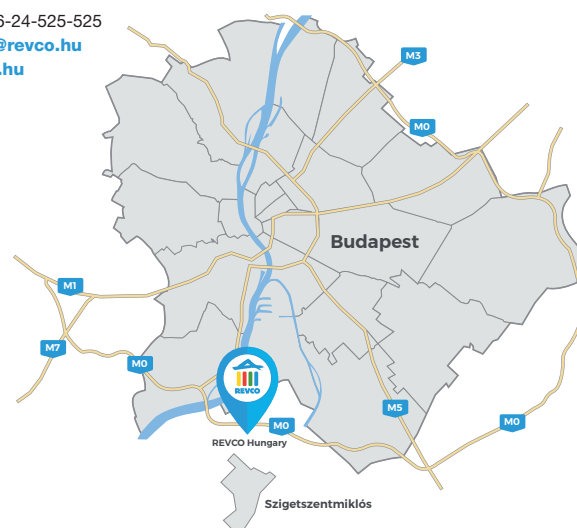 6-24-525-525
@revco.hu
.hu
M3
M0
Budapest
M1
M7
M0
REVCO
M5
M0
M0
REVCO Hungary
Szigetszentmiklós